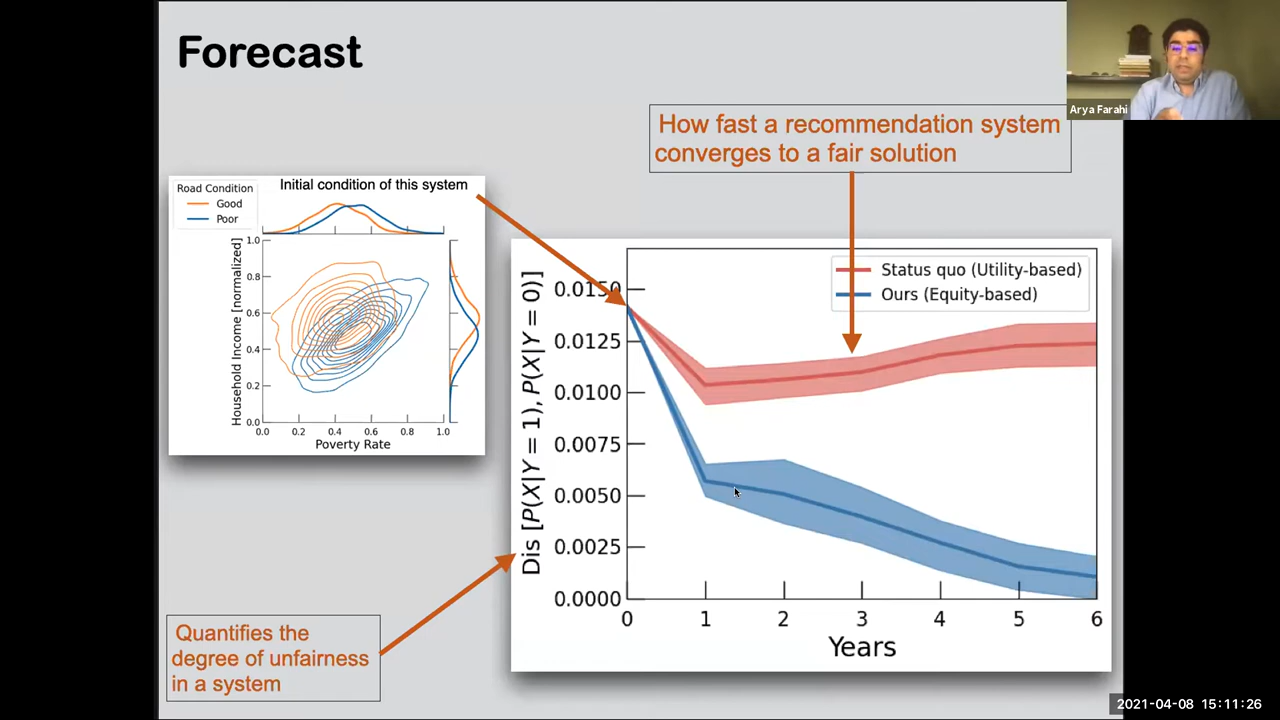 Forecast
Arya Farahi
How fast a recommendation system
converges to a fair solution
Road Condition
Good
Poor
Initial condition of this system
Household Income [normalized]
1.0
0.8
0.6
0.4
0.2
0.0
0.0 0.2 0.4 0.6 0.8 1.0
Poverty Rate
Status quo (Utility-based)
Ours (Equity-based)
Dis [P(X|Y = 1), P(X|Y = 0)]
0.0150
0.0125
0.0100
0.0075
0.0050
0.0025
0.0000
0 1 2 3 4 5 6
Years
Quantifies the
degree of unfairness
in a system
2021-04-08 15:11:26